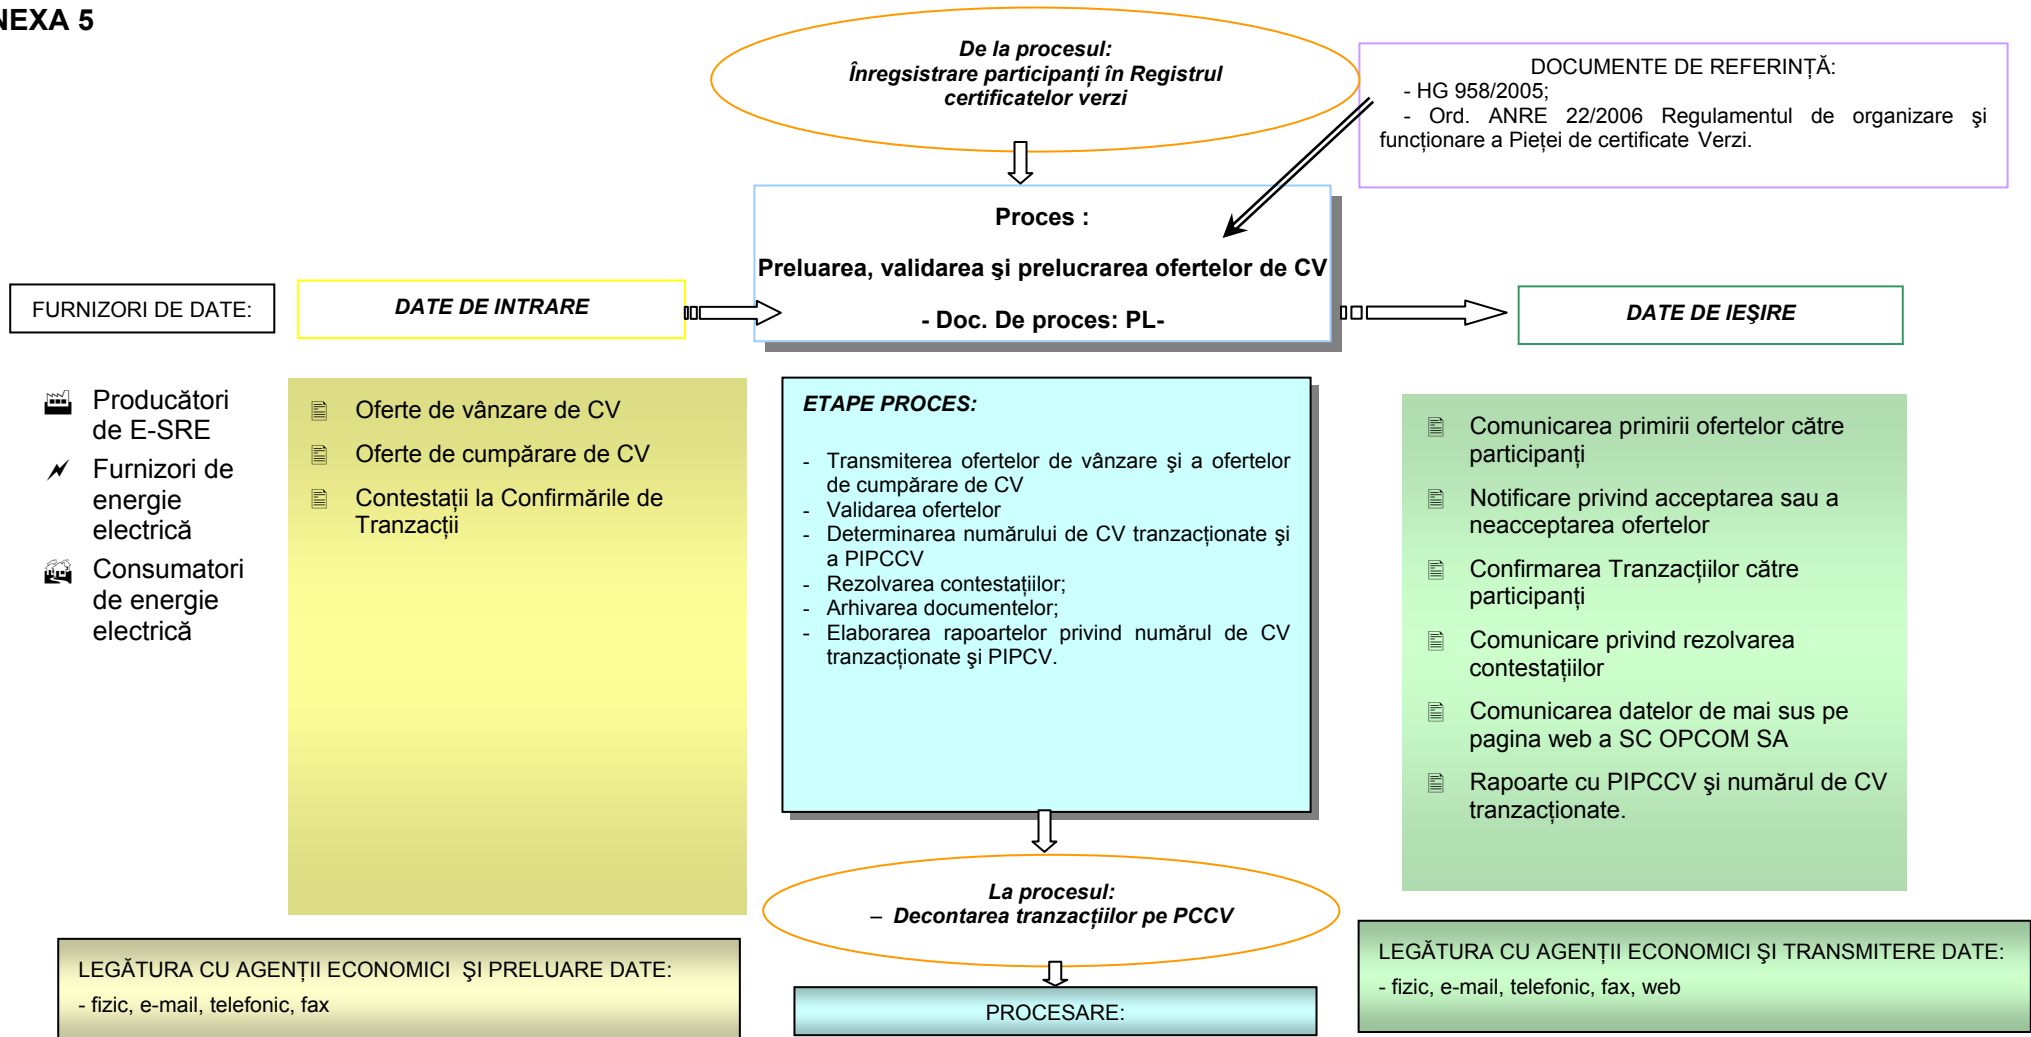 NEXA 5
De la procesul:
Înregsistrare participanți în Registrul
certificatelor verzi
DOCUMENTE DE REFERINȚĂ:
- HG 958/2005;
- Ord. ANRE 22/2006 Regulamentul de organizare şi
funcționare a Pieței de certificate Verzi.
Proces :
Preluarea, validarea şi prelucrarea ofertelor de CV
- Doc. De proces: PL-
FURNIZORI DE DATE:
DATE DE INTRARE
DATE DE IEŞIRE
Producători
de E-SRE
Furnizori de
energie
electrică
Consumatori
de energie
electrică
Oferte de vânzare de CV
Oferte de cumpărare de CV
Contestații la Confirmările de
Tranzacții
ETAPE PROCES:
- Transmiterea ofertelor de vânzare şi a ofertelor
de cumpărare de CV
- Validarea ofertelor
- Determinarea numărului de CV tranzacționate şi
a PIPCCV
- Rezolvarea contestațiilor;
- Arhivarea documentelor;
- Elaborarea rapoartelor privind numărul de CV
tranzacționate şi PIPCV.
Comunicarea primirii ofertelor către
participanți
Notificare privind acceptarea sau a
neacceptarea ofertelor
Confirmarea Tranzacțiilor către
participanți
Comunicare privind rezolvarea
contestațiilor
Comunicarea datelor de mai sus pe
pagina web a SC OPCOM SA
Rapoarte cu PIPCCV şi numărul de CV
tranzacționate.
La procesul:
– Decontarea tranzacțiilor pe PCCV
LEGĂTURA CU AGENȚII ECONOMICI ŞI PRELUARE DATE:
- fizic, e-mail, telefonic, fax
PROCESARE:
LEGĂTURA CU AGENȚII ECONOMICI ŞI TRANSMITERE DATE:
- fizic, e-mail, telefonic, fax, web